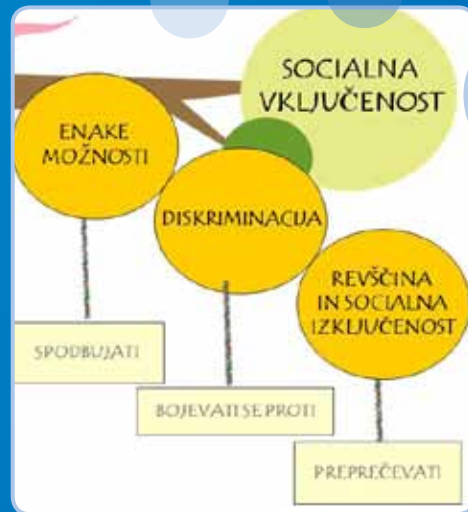 SOCIALNA
VKLJUČENOST
ENAKE
MOŽNOSTI
DISKRIMINACIJA
REVŠČINA
IN SOCIALNA
IZKLJUČENOST
SPODBUJATI
BOJEVATI SE PROTI
PREPREČEVATI